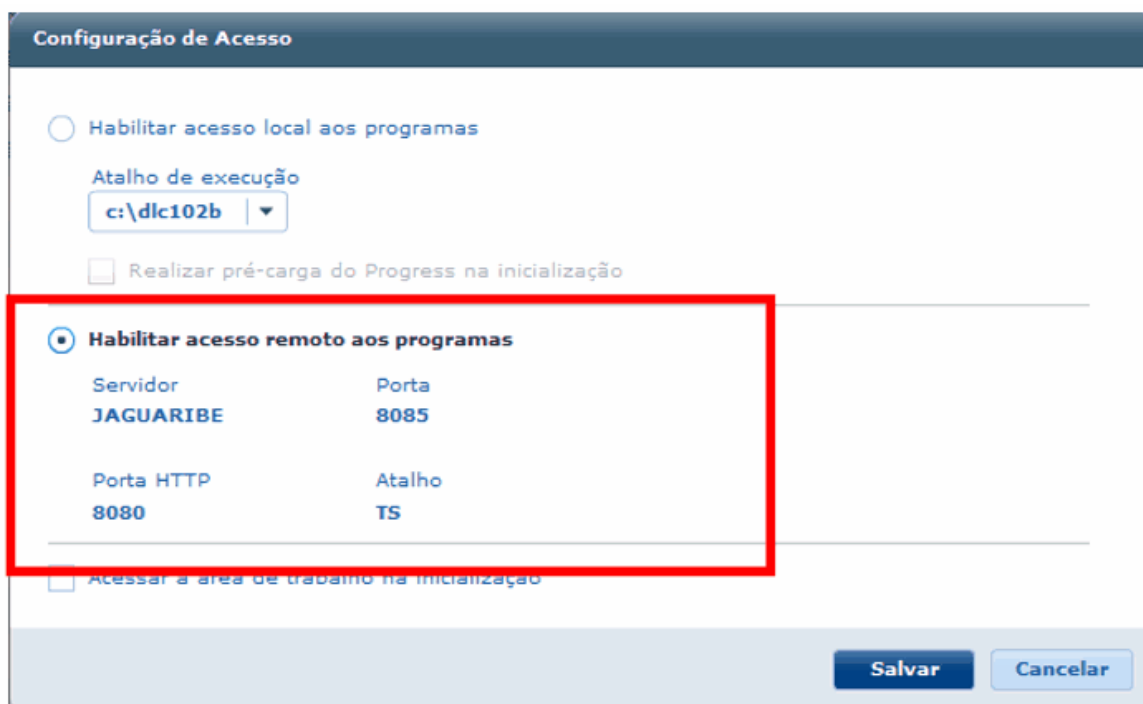 Configuração de Acesso
Habilitar acesso local aos programas
Atalho de execução
c:\dlc102b
Realizar pré-carga do Progress na inicialização
Habilitar acesso remoto aos programas
Servidor Porta
JAGUARIBE 8085
Porta HTTP Atalho
8080 TS
Acessar a área de trabalho na inicialização
Salvar Cancelar